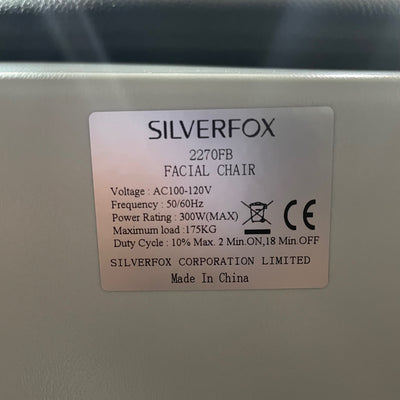 SILVERFOX
2270FB
FACIAL CHAIR
Voltage : AC100-120V
Frequency : 50/60Hz
Power Rating : 300W(MAX)
Maximum load :175KG
Duty Cycle : 10% Max. 2 Min.ON,18 Min.OFF
CE
SILVERFOX CORPORATION LIMITED
Made In China